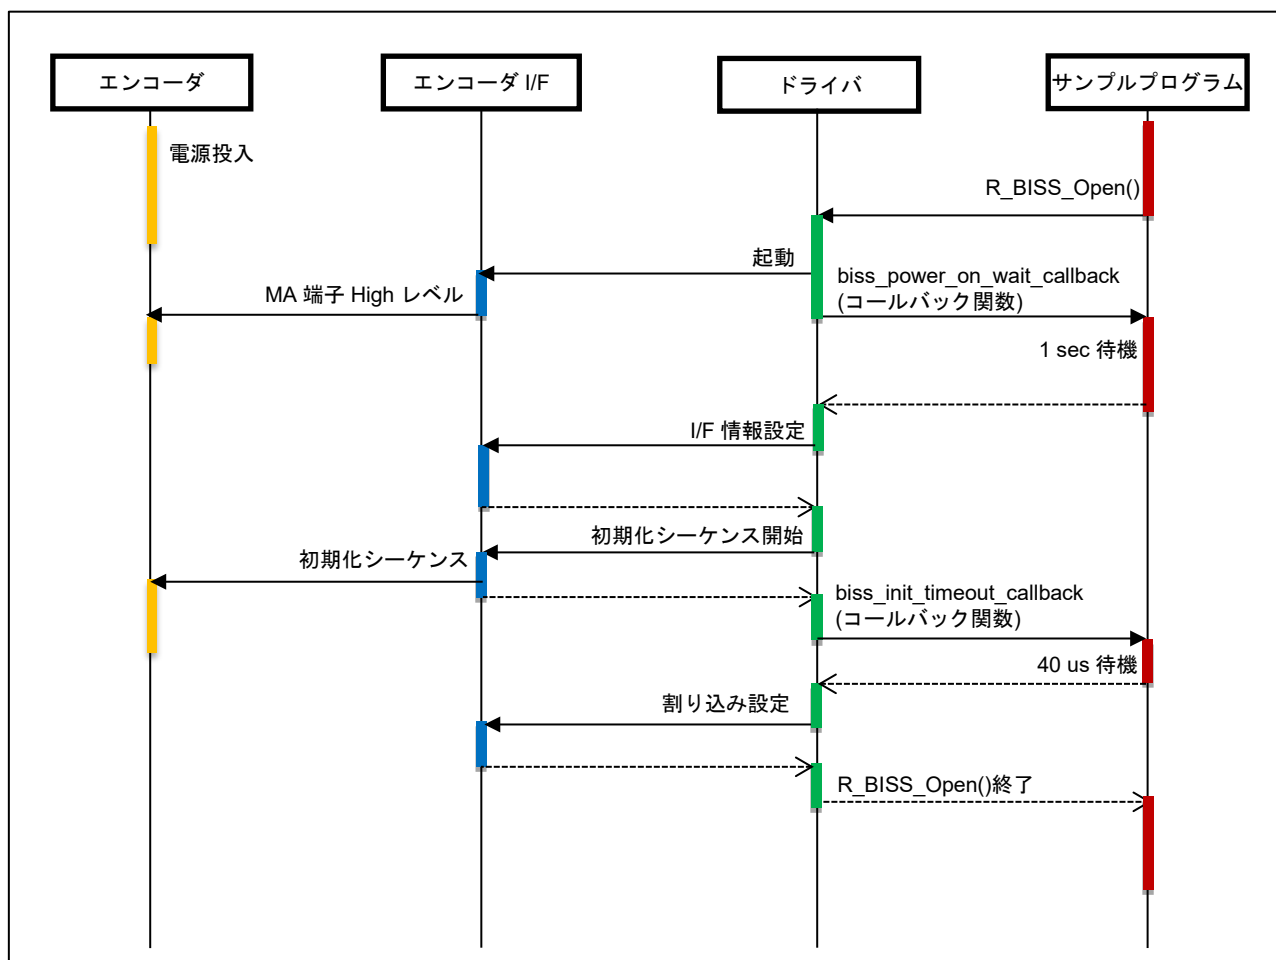 エンコーダ
エンコーダ I/F
ドライバ
サンプルプログラム
電源投入
R_BISS_Open()
起動
biss_power_on_wait_callback
(コールバック関数)
MA 端子 High レベル
1 sec 待機
I/F 情報設定
初期化シーケンス開始
初期化シーケンス
biss_init_timeout_callback
(コールバック関数)
40 us 待機
割り込み設定
R_BISS_Open()終了